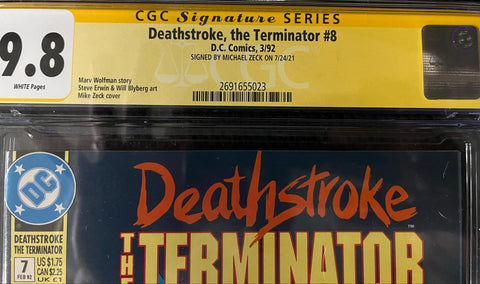 CGC Signature SERIES
Deathstroke, the Terminator #8
D.C. Comics, 3/92
SIGNED BY MICHAEL ZECK ON 7/24/21
9.8
WHITE Pages
Marv Wolfman story
Steve Erwin & Will Blyberg art
Mike Zeck cover
2691655023
CGC
DC
Deathstroke
THE
TERMINATOR
TM
DEATHSTROKE
THE TERMINATOR
7
FEB 92
US $1.75
CAN $2.25
UK £1